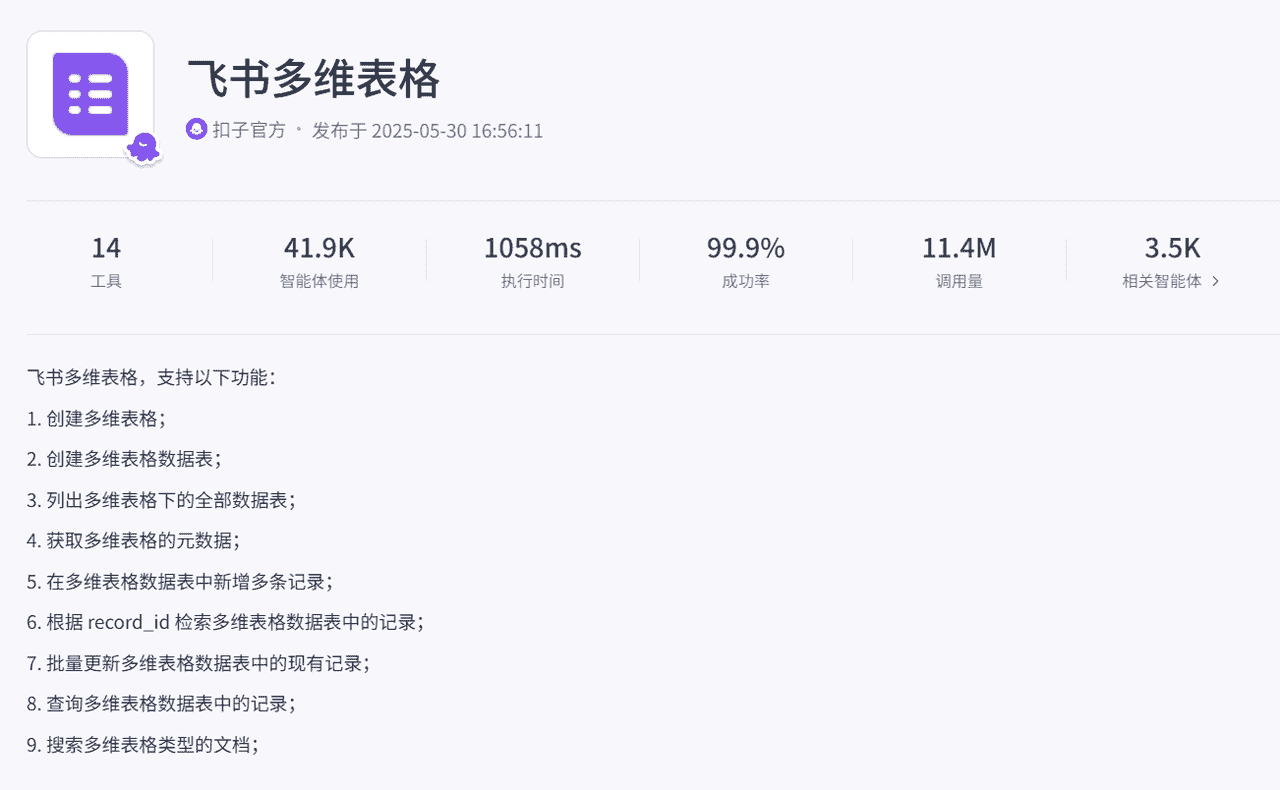 飞书多维表格
扣子官方 • 发布于 2025-05-30 16:56:11
14
工具
41.9K
智能体使用
1058ms
执行时间
99.9%
成功率
11.4M
调用量
3.5K
相关智能体 >
飞书多维表格，支持以下功能：
1. 创建多维表格；
2. 创建多维表格数据表；
3. 列出多维表格下的全部数据表；
4. 获取多维表格的元数据；
5. 在多维表格数据表中新增多条记录；
6. 根据 record_id 检索多维表格数据表中的记录；
7. 批量更新多维表格数据表中的现有记录；
8. 查询多维表格数据表中的记录；
9. 搜索多维表格类型的文档；